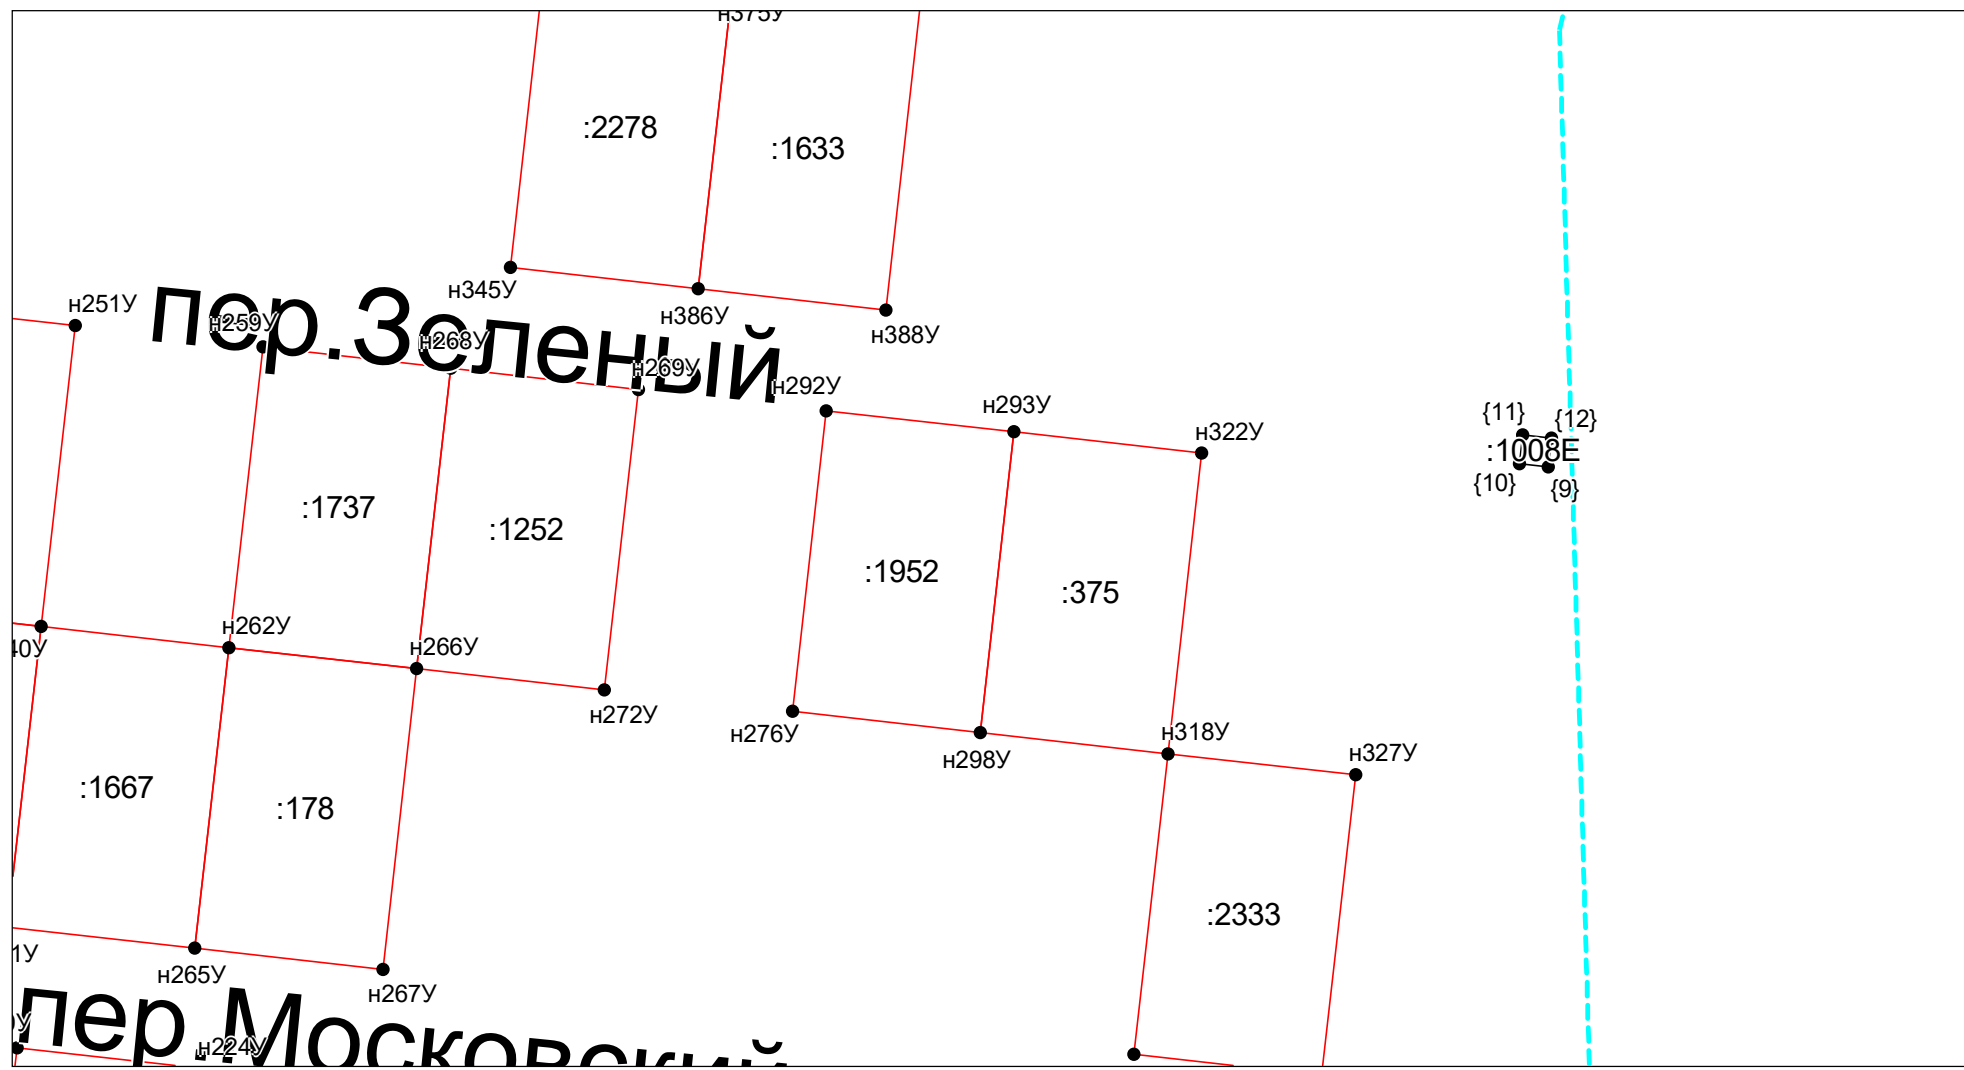 н375У
:2278
:1633
н345У
н251У
пер.Зеленый
н259У
н386У
н388У
н268У
н269У
н292У
н293У
н322У
{11}
{12}
:1008Е
{10}
{9}
:1737
:1252
:1952
:375
н262У
н266У
40У
н272У
н276У
н298У
н318У
н327У
:1667
:178
:2333
1У
н265У
н267У
У
пер.Московский
н224У